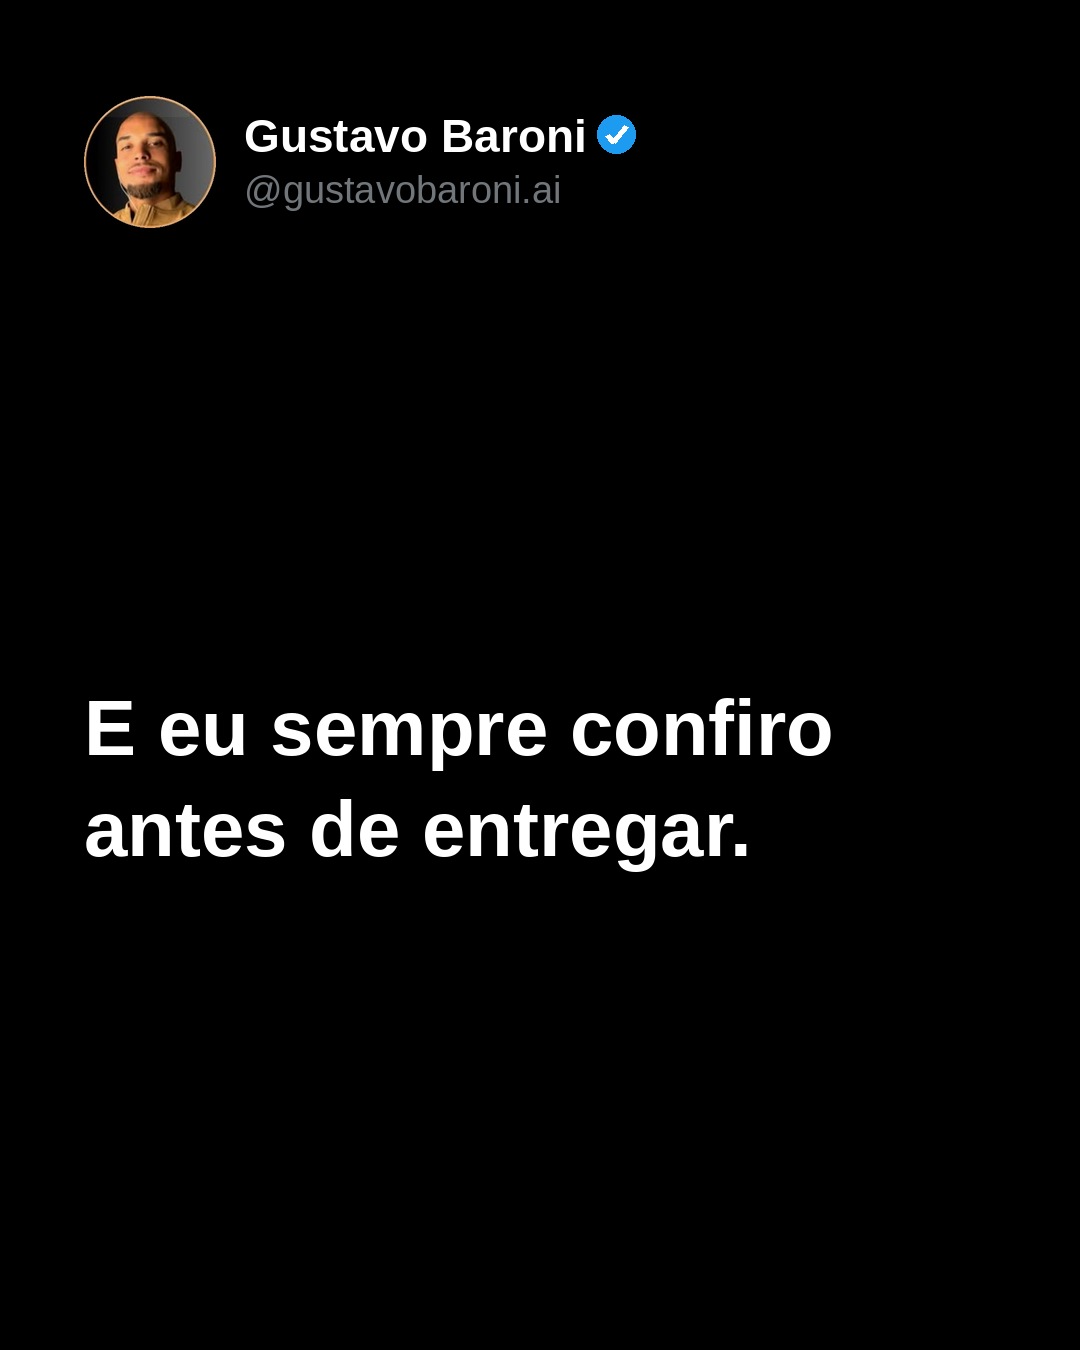 Gustavo Baroni
@gustavobaroni.ai
E eu sempre confiro
antes de entregar.